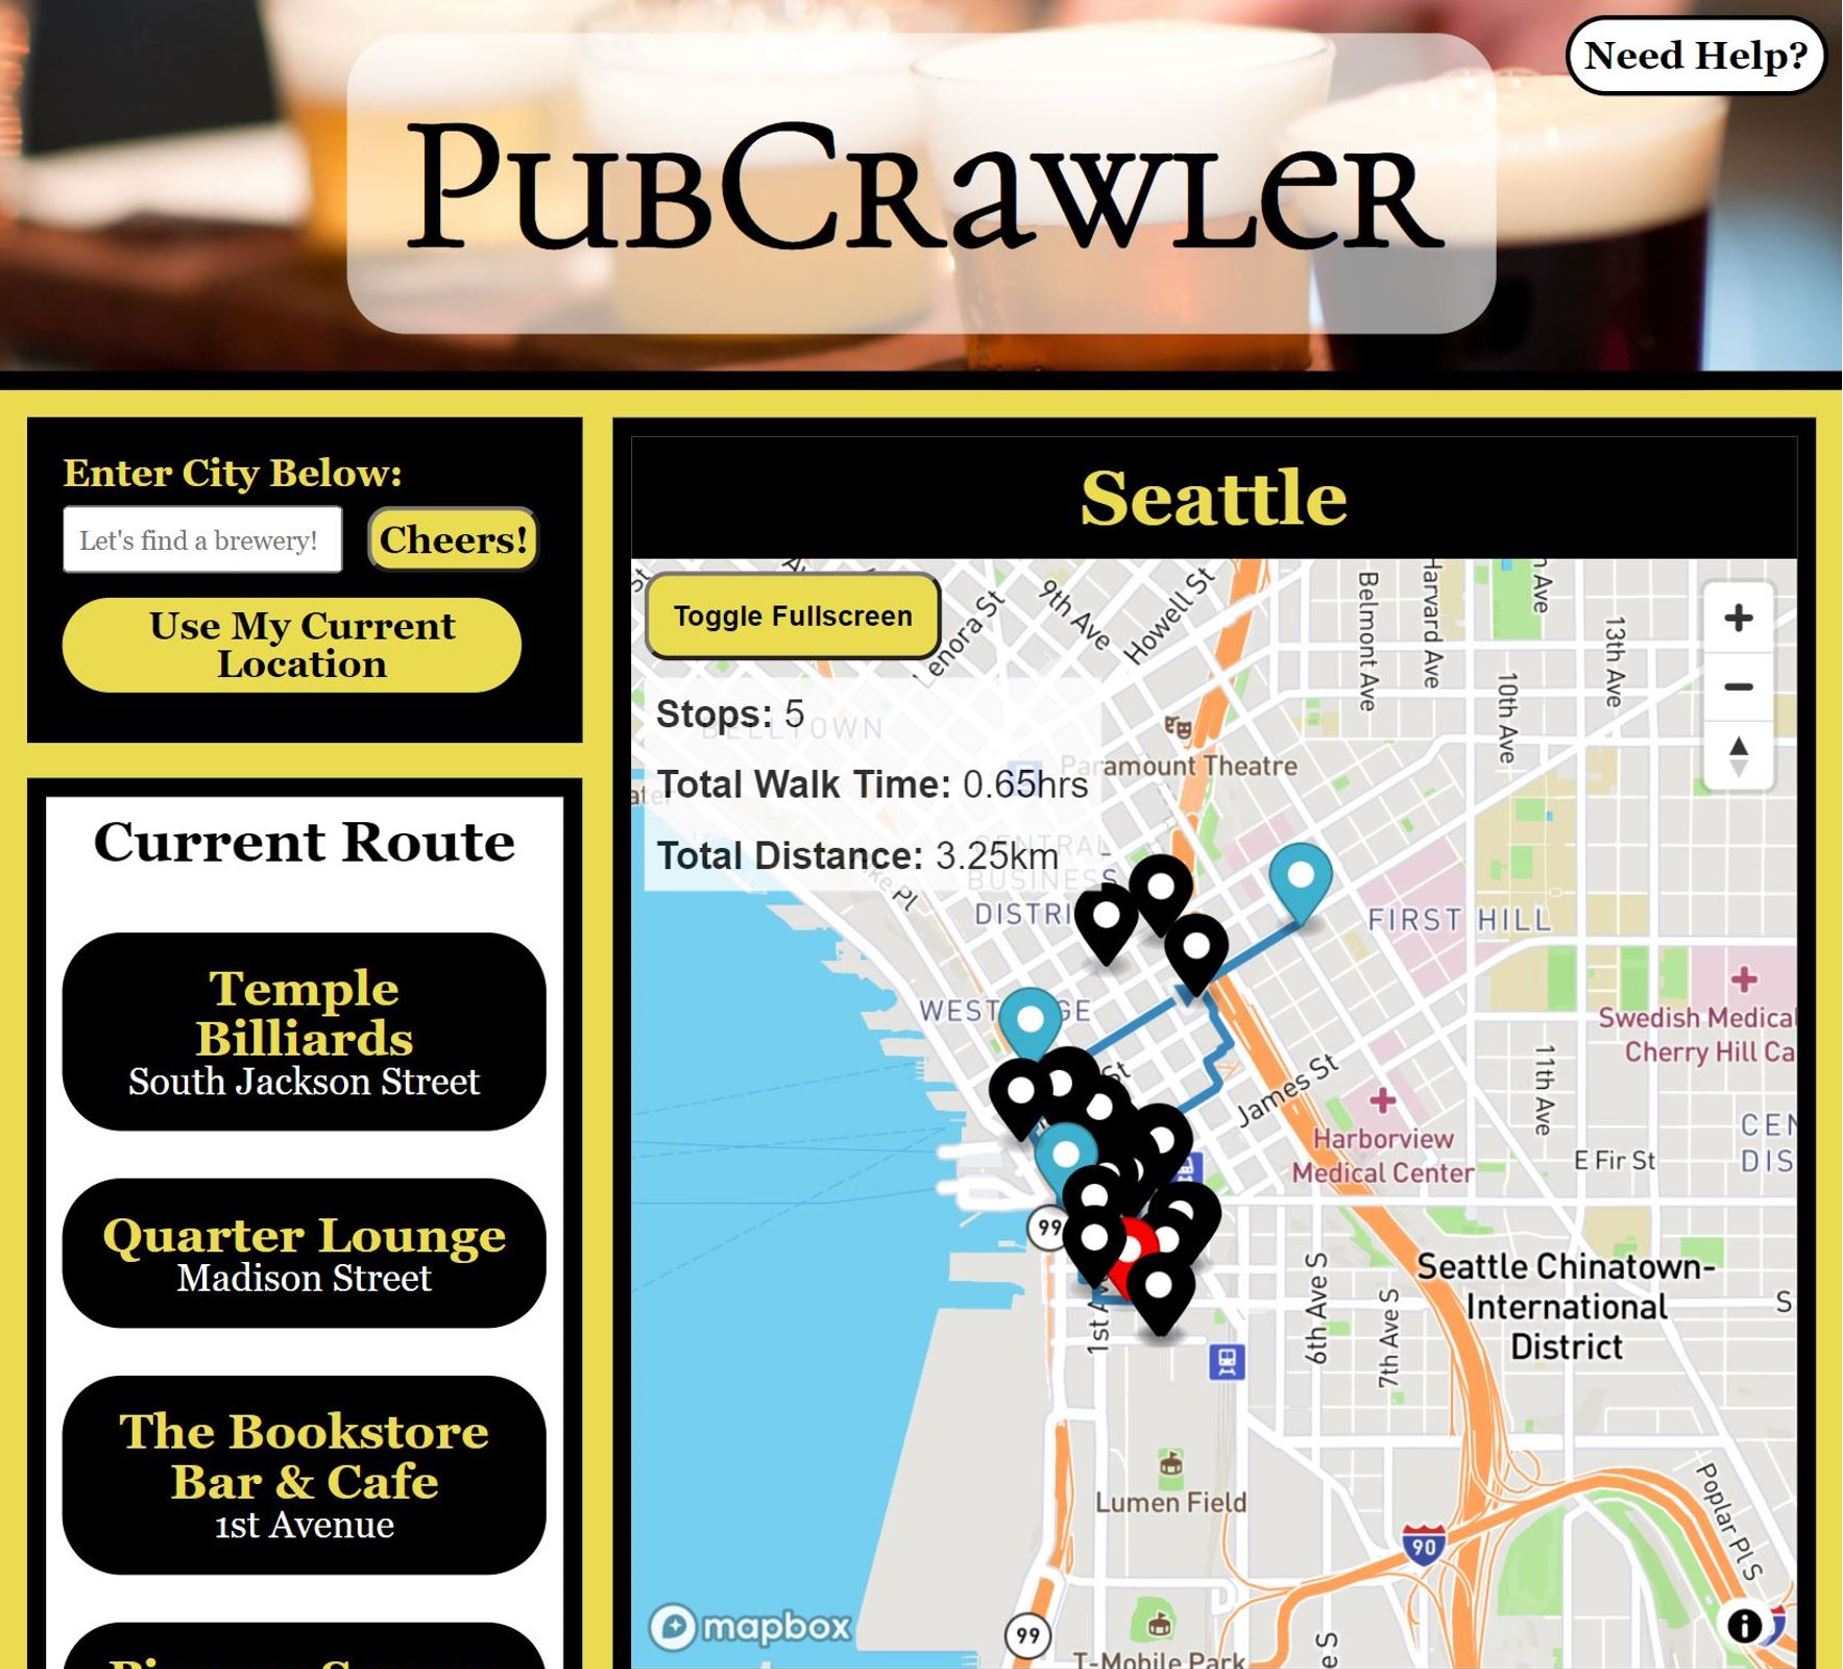 Need Help?
PubCrawler
Enter City Below:
Let's find a brewery!
Cheers!
Use My Current
Location
Current Route
Temple
Billiards
South Jackson Street
Quarter Lounge
Madison Street
The Bookstore
Bar & Cafe
1st Avenue
Seattle
Toggle Fullscreen
Stops: 5
Total Walk Time: 0.65hrs
Total Distance: 3.25km
St
Lenora St
9th Ave
Howell St
Belmont Ave
Harvard Ave
10th Ave
13th Ave
Ave
BELLTOWN
Paramount Theatre
CENTRAL
BUSINESS
FIRST HILL
Swedish Medical
Cherry Hill Ca
11th Ave
James St
St
Harborview
Medical Center
E Fir St
CEN
DIS
99
1st Av
6th Ave S
7th Ave S
Seattle Chinatown-
International
District
S
Lumen Field
90
Poplar Pl S
mapbox
99
T-Mobile Park
e S